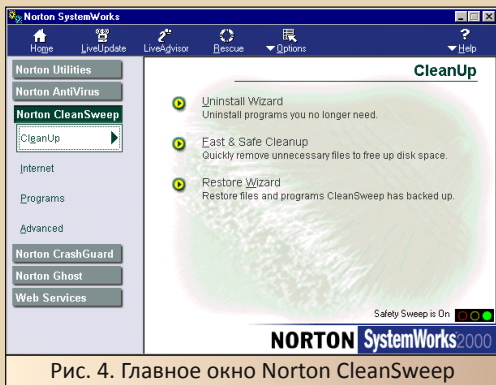 Norton SystemWorks
Home LiveUpdate LiveAdvisor Rescue Options ? Help
Norton Utilities
Norton AntiVirus
Norton CleanSweep
CleanUp
Internet
Programs
Advanced
Norton CrashGuard
Norton Ghost
Web Services
CleanUp
Uninstall Wizard
Uninstall programs you no longer need.
Fast & Safe Cleanup
Quickly remove unnecessary files to free up disk space.
Restore Wizard
Restore files and programs CleanSweep has backed up.
Safety Sweep is On
NORTON SystemWorks 2000
Рис. 4. Главное окно Norton CleanSweep